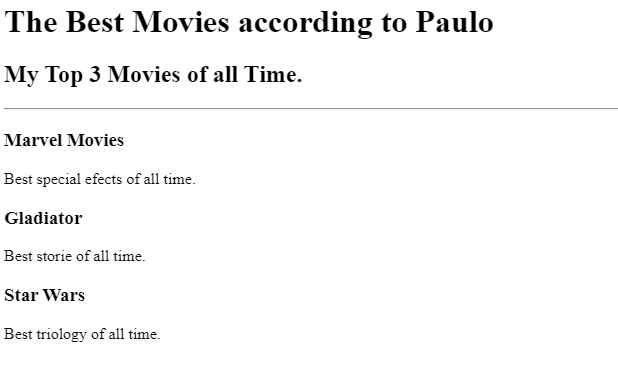 The Best Movies according to Paulo
My Top 3 Movies of all Time.
Marvel Movies
Best special efects of all time.
Gladiator
Best storie of all time.
Star Wars
Best triology of all time.